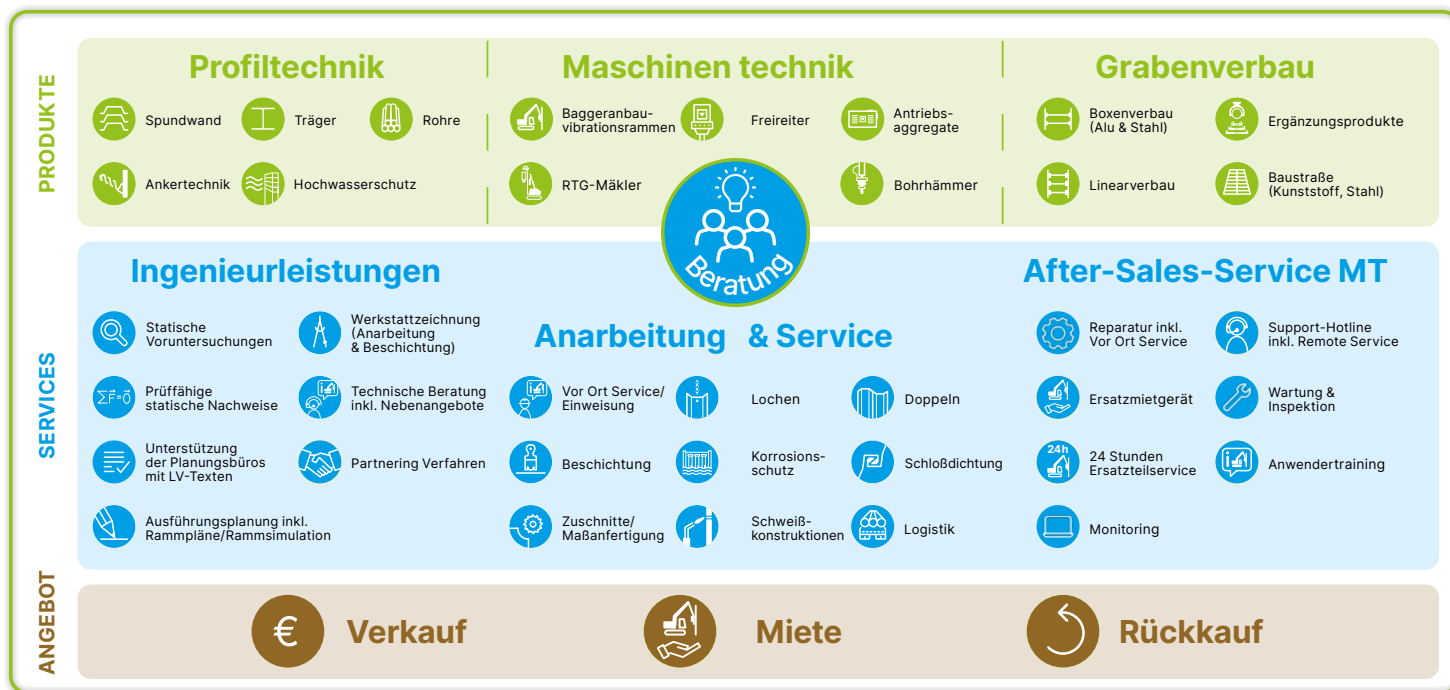 PRODUKTE
Profiltechnik
Spundwand
Träger
Rohre
Ankertechnik
Hochwasserschutz
Maschinen technik
Baggeranbau-
vibrationsrammen
Freireiter
Antriebs-
aggregate
RTG-Mäkler
Bohrhämmer
Grabenverbau
Boxenverbau
(Alu & Stahl)
Ergänzungsprodukte
Linearverbau
Baustraße
(Kunststoff, Stahl)
Beratung
SERVICES
Ingenieurleistungen
Statische
Voruntersuchungen
Werkstattzeichnung
(Anarbeitung
& Beschichtung)
ΣF=0
Prüffähige
statische Nachweise
Technische Beratung
inkl. Nebenangebote
Unterstützung
der Planungsbüros
mit LV-Texten
Partnering Verfahren
Ausführungsplanung inkl.
Rammpläne/Rammsimulation
Anarbeitung & Service
Vor Ort Service/
Einweisung
Lochen
Doppeln
Beschichtung
Korrosions-
schutz
Schloßdichtung
Zuschnitte/
Maßanfertigung
Schweiß-
konstruktionen
Logistik
After-Sales-Service MT
Reparatur inkl.
Vor Ort Service
Support-Hotline
inkl. Remote Service
Ersatzmietgerät
Wartung &
Inspektion
24h
24 Stunden
Ersatzteilservice
Anwendertraining
Monitoring
ANGEBOT
€
Verkauf
Miete
Rückkauf